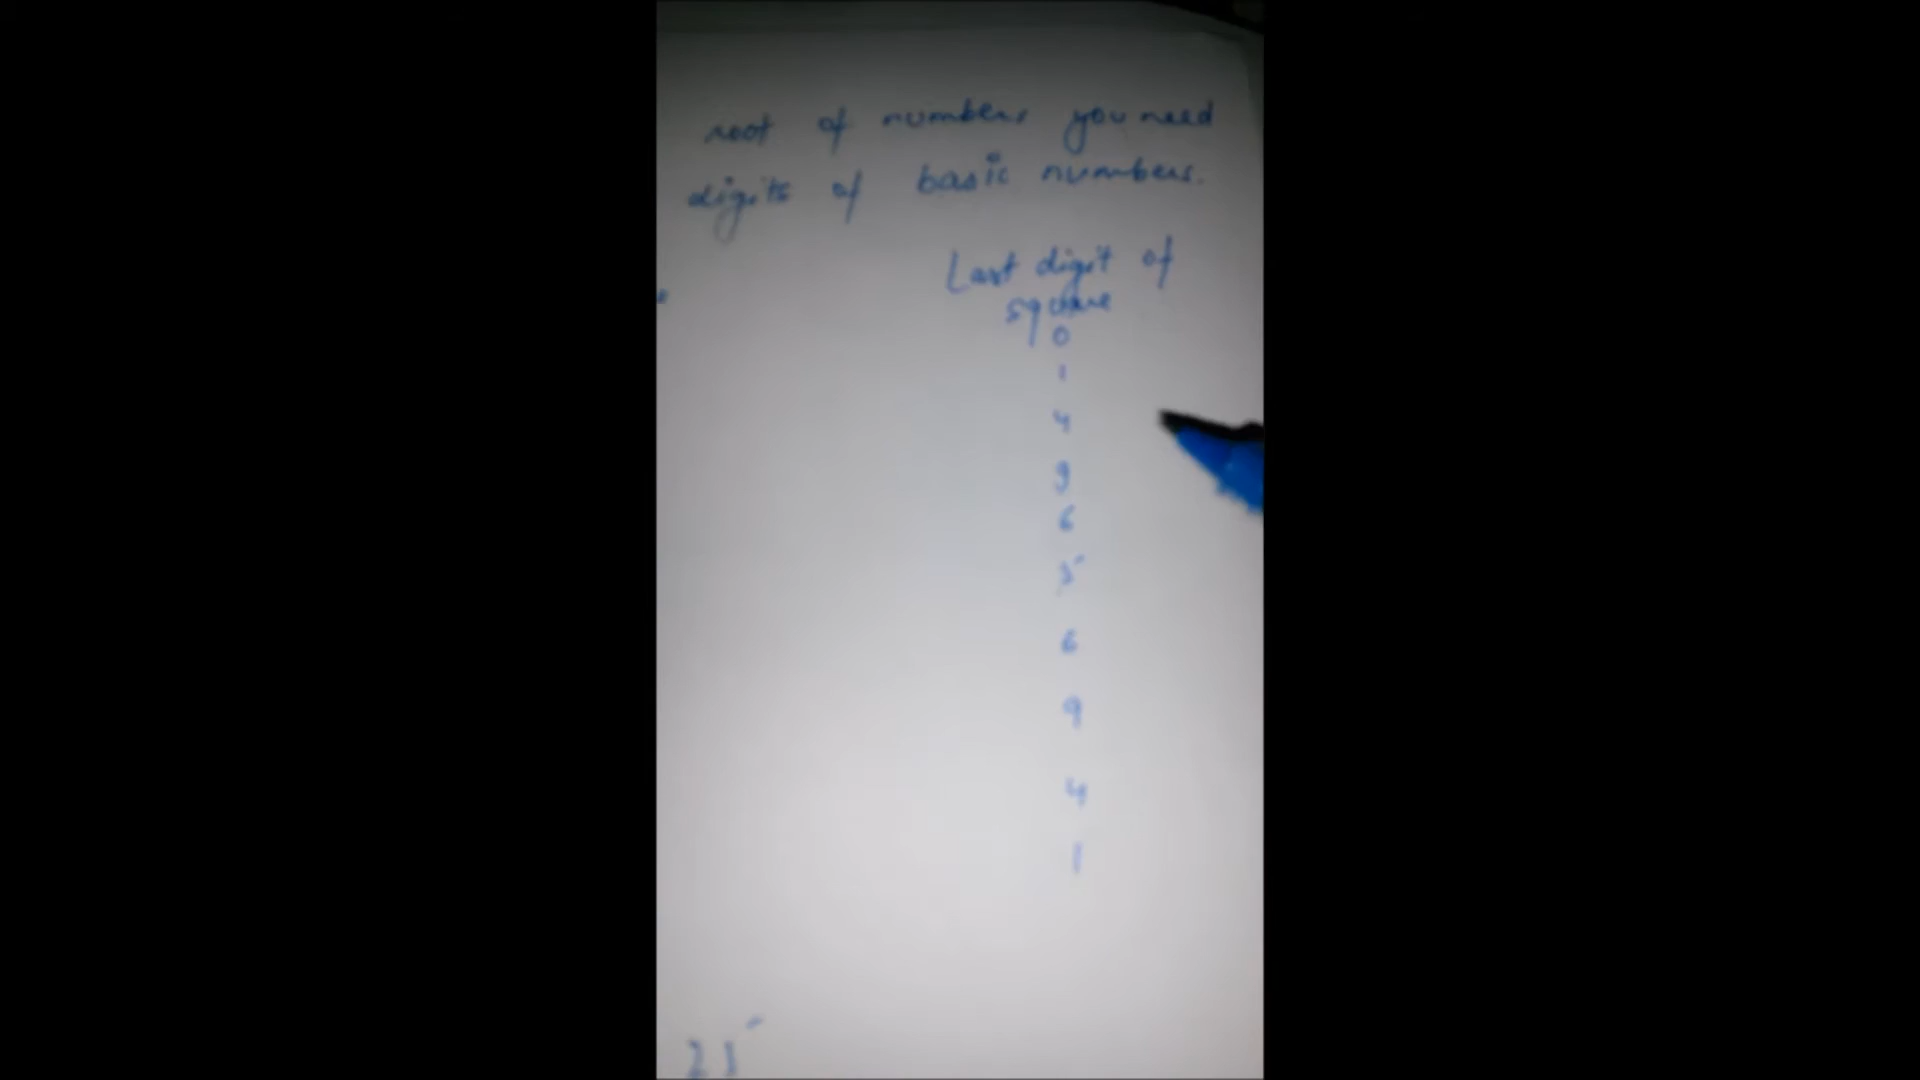 root of numbers you need
digits of basic numbers.
Last digit of
square
0
1
4
9
6
5
6
9
4
1